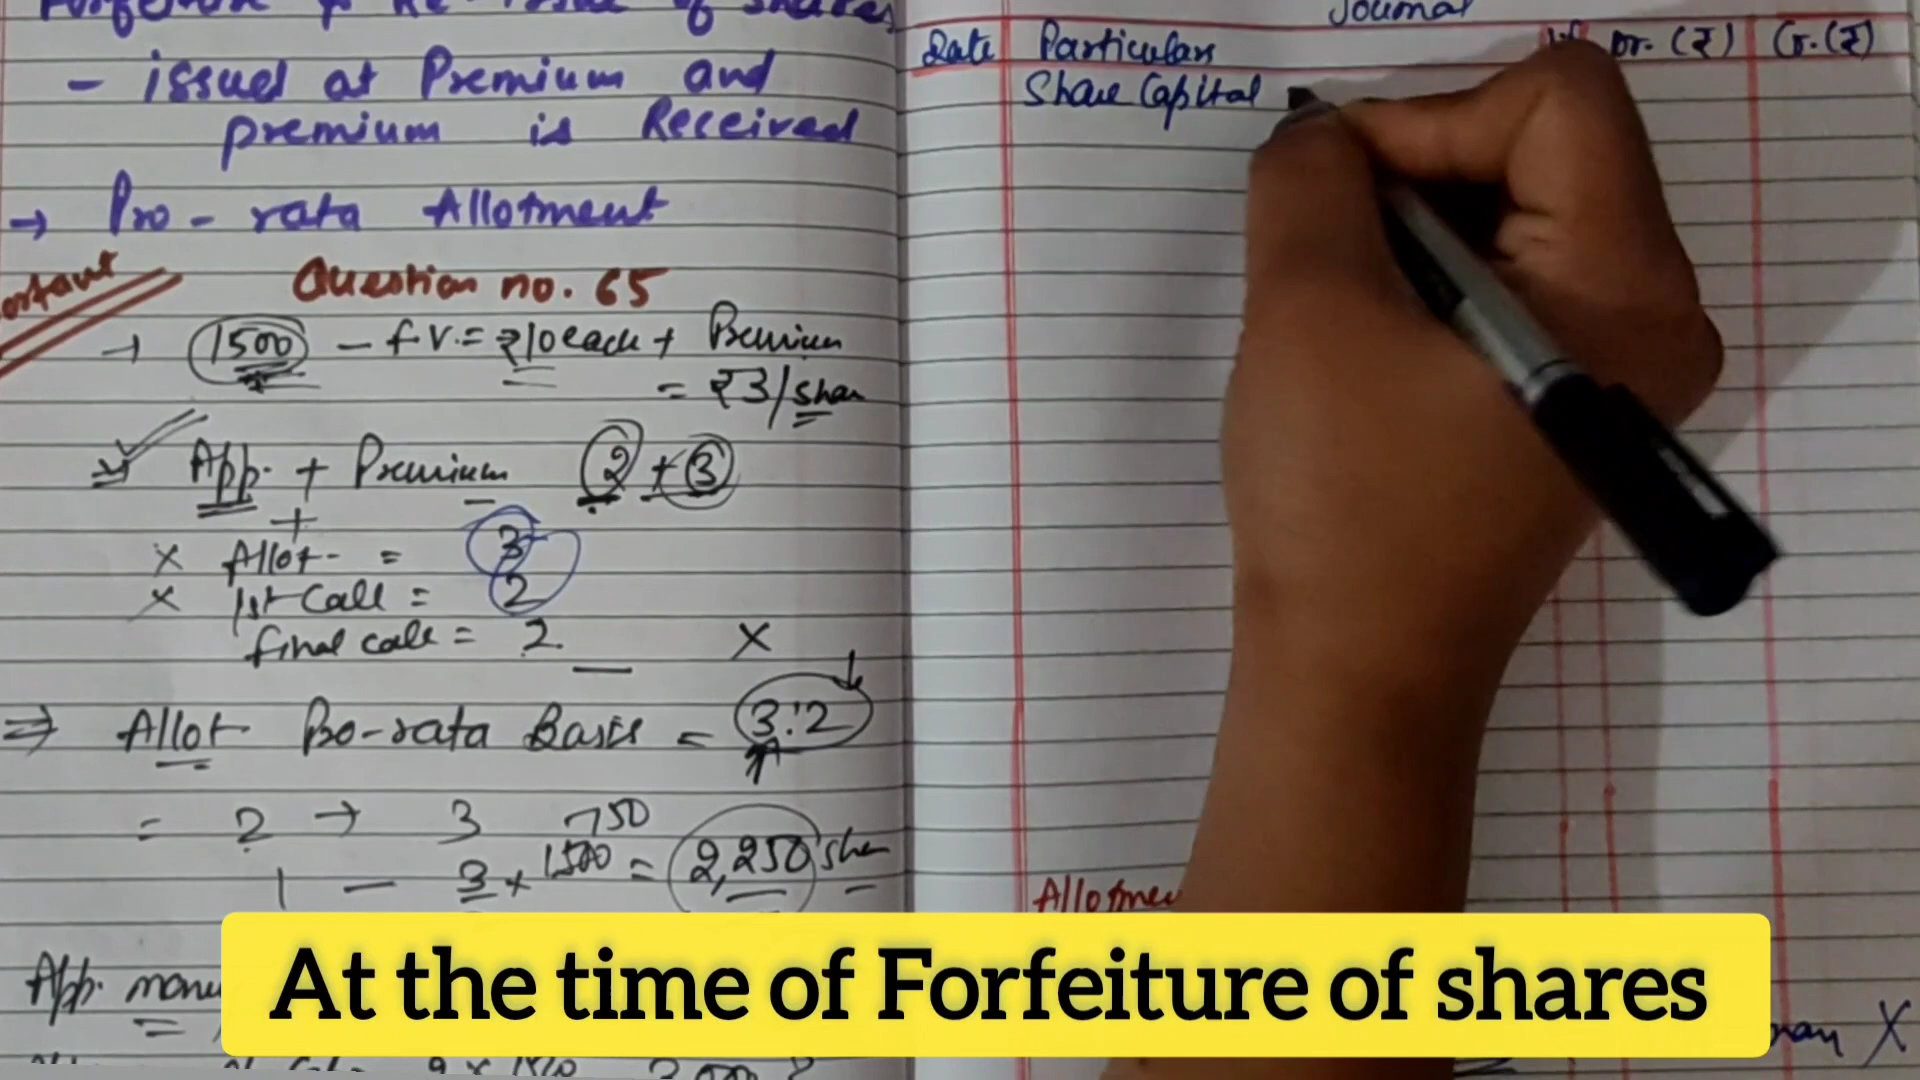 Forfeiture & Re-issue of shares
- issued at Premium and
premium is Received
→ Pro-rata Allotment
Question no. 65
→ 1500 - f.V.= ₹10 each + Premium
= ₹3/share
App. + Premium 2 + 3
+
X Allot- = 3
X 1st Call = 2
final call = 2 X
⇒ Allot Pro-rata Basis = 3:2
= 2 → 3 750
1 - 3 x 1500 = 2,250 share
App. money
Journal
Date Particulars Dr. (₹) Cr. (₹)
Share Capital
Allotmen
X
At the time of Forfeiture of shares